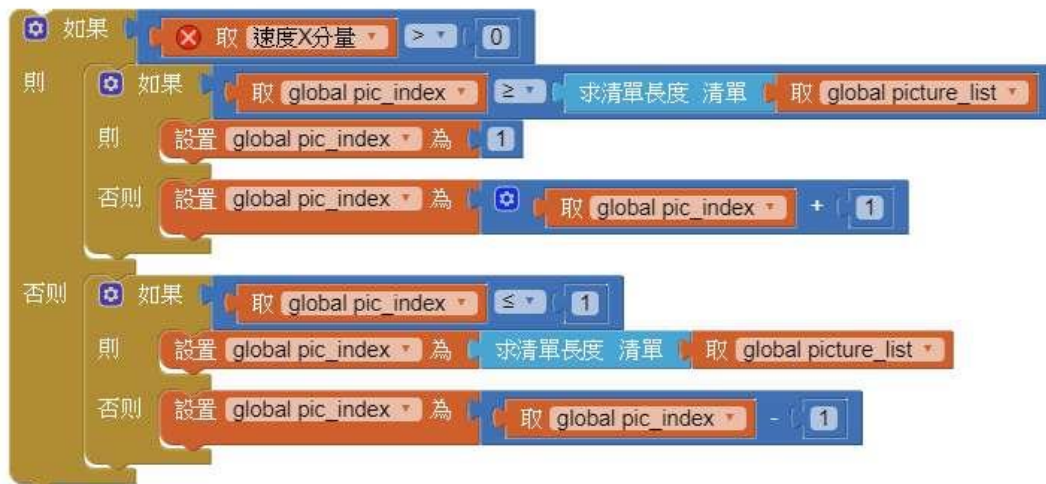 如果 取 速度X分量 > 0
則 如果 取 global pic_index ≥ 求清單長度 清單 取 global picture_list
則 設置 global pic_index 為 1
否則 設置 global pic_index 為 取 global pic_index + 1
否則 如果 取 global pic_index ≤ 1
則 設置 global pic_index 為 求清單長度 清單 取 global picture_list
否則 設置 global pic_index 為 取 global pic_index - 1